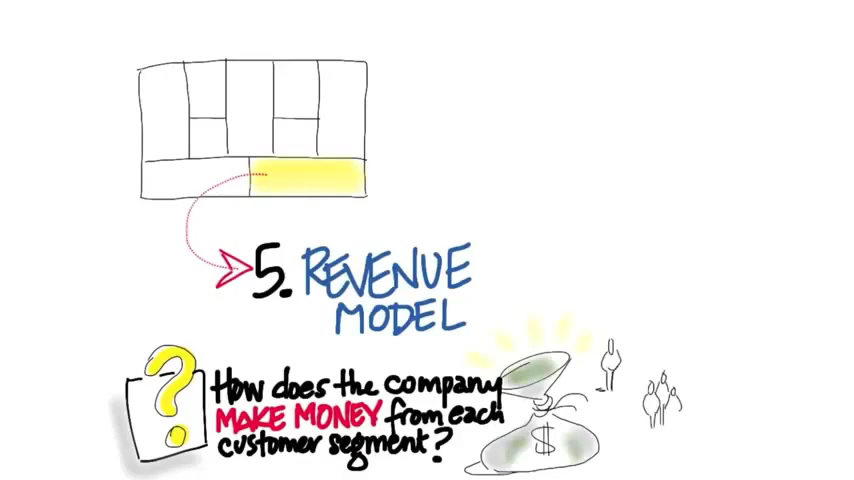 5. REVENUE
MODEL
?
How does the company
MAKE MONEY from each
customer segment?
$